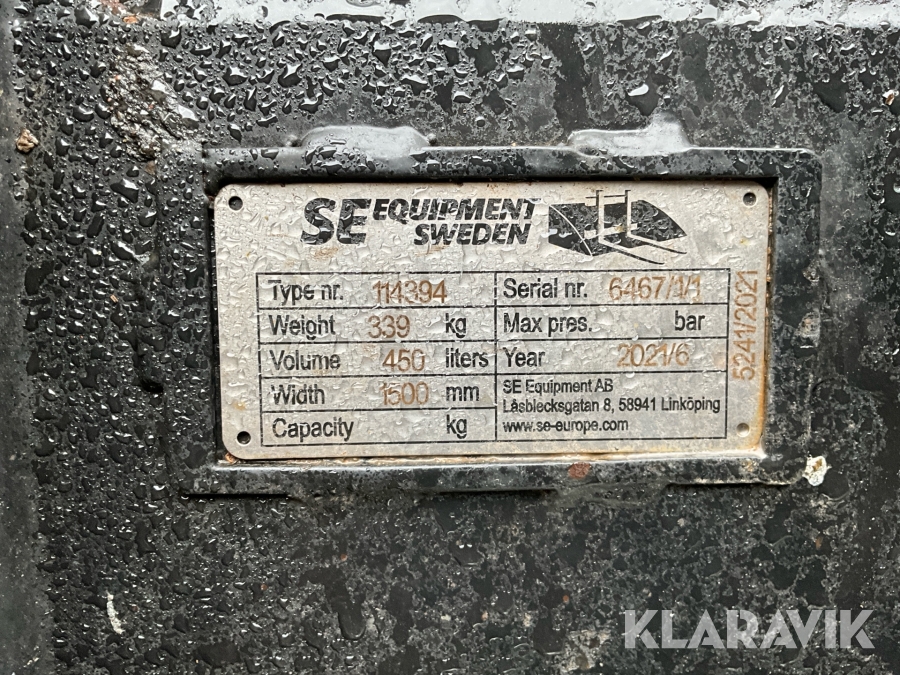 SE EQUIPMENT
SWEDEN
Type nr. 114394 Serial nr. 6467/1/1
Weight 339 kg Max pres. bar
Volume 450 liters Year 2021/6
Width 1500 mm SE Equipment AB
Låsblecksgatan 8, 58941 Linköping
Capacity kg www.se-europe.com
5241/2021
KLARAVIK